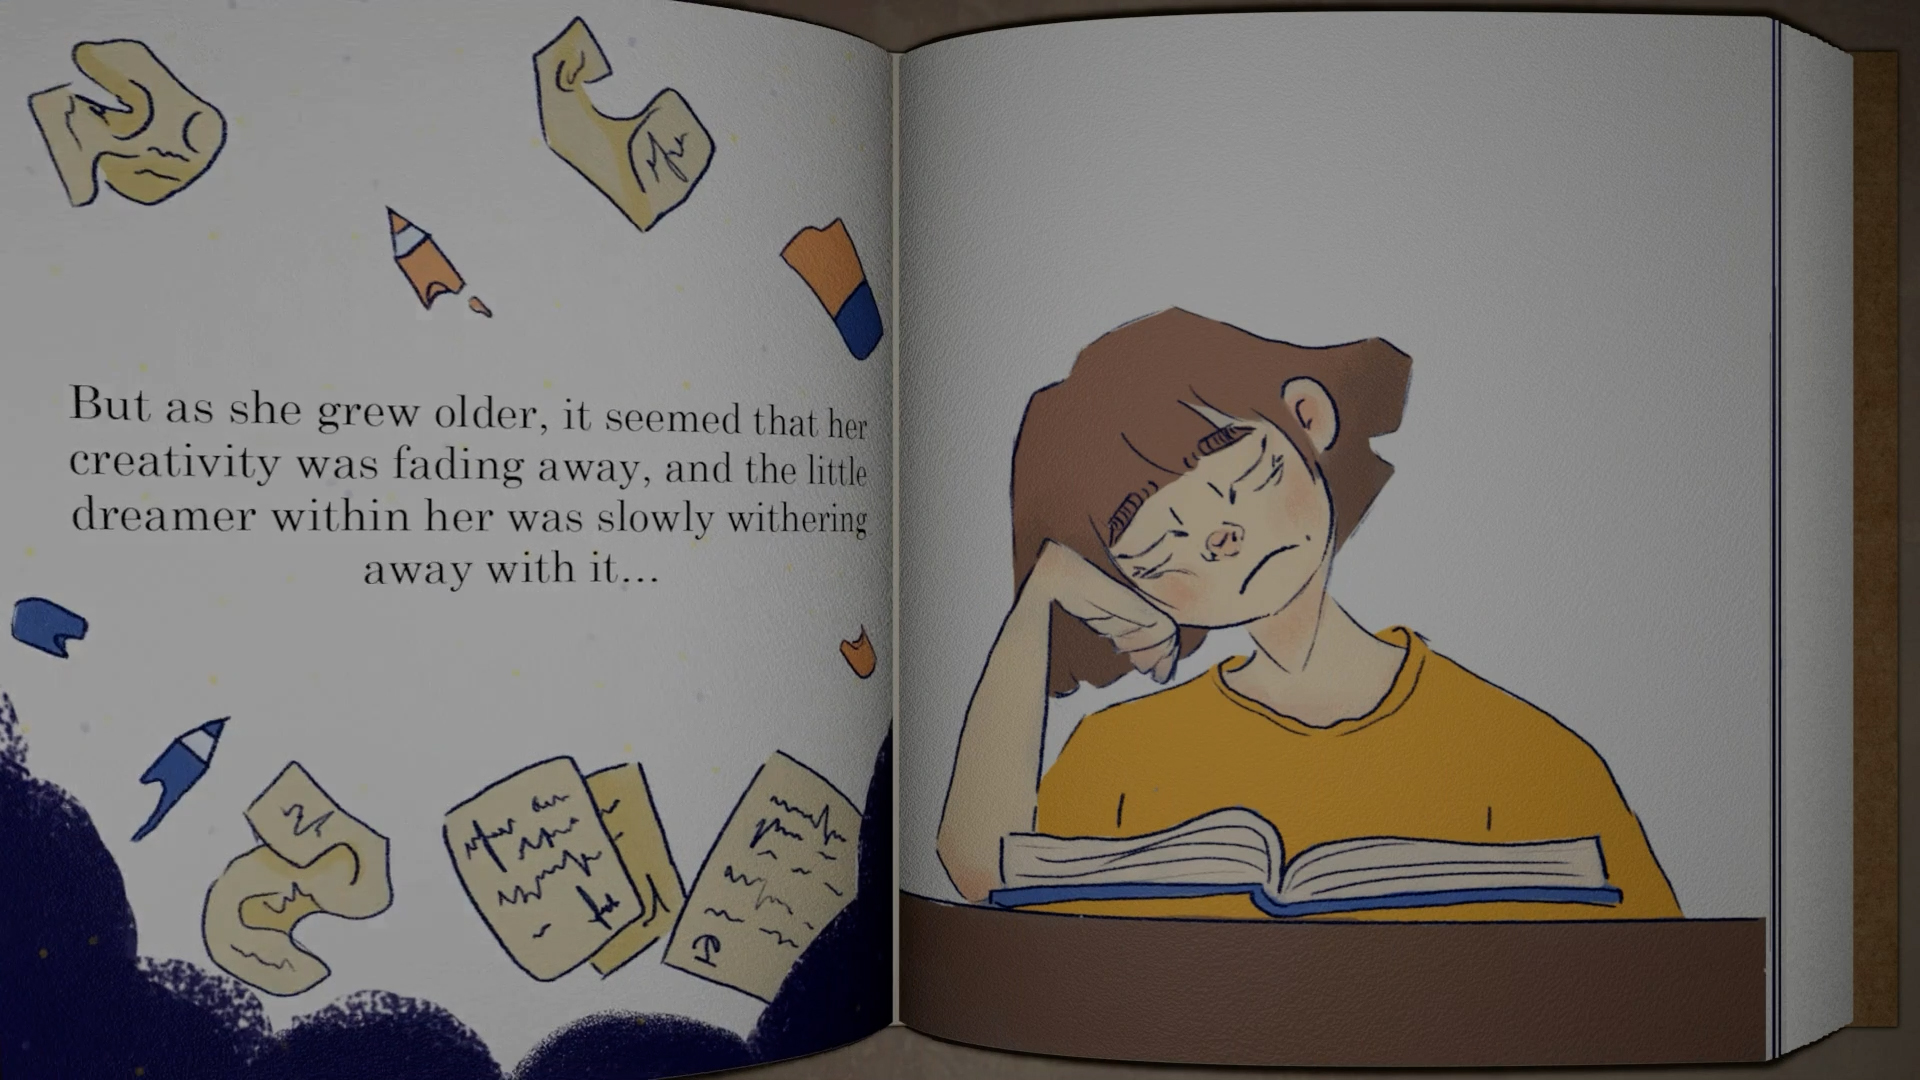 But as she grew older, it seemed that her
creativity was fading away, and the little
dreamer within her was slowly withering
away with it...